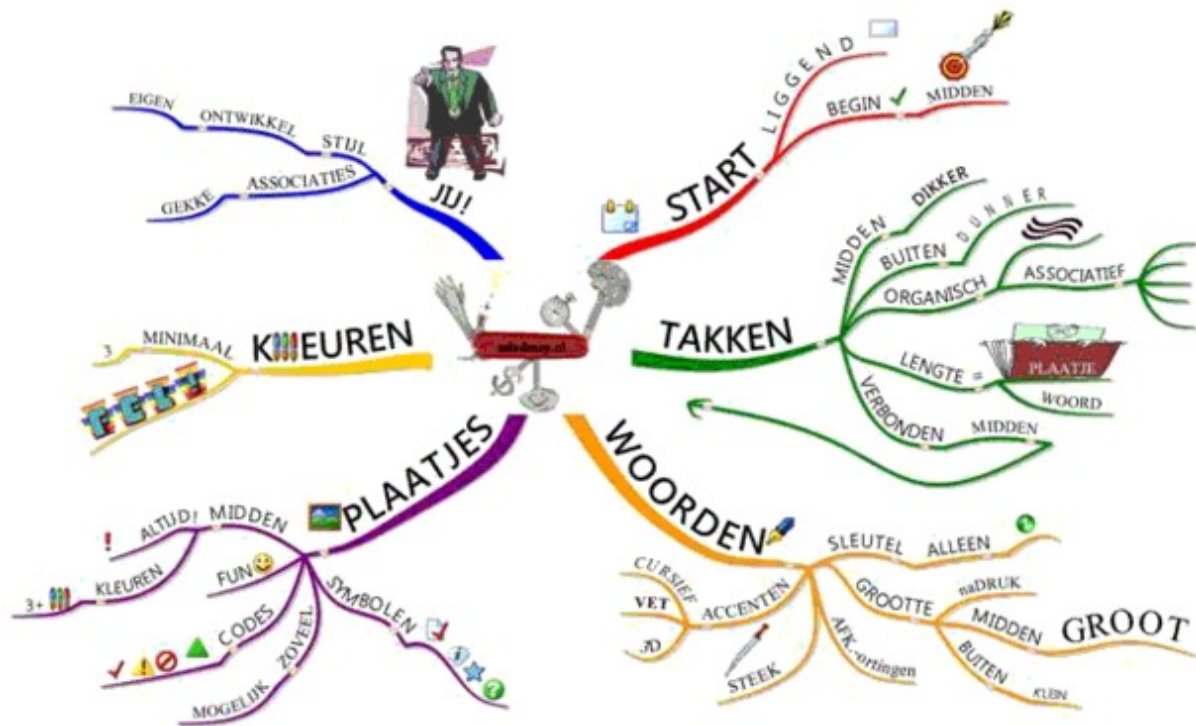 EIGEN
ONTWIKKEL
STIJL
GEKKE
ASSOCIATIES
JIJ!
START
LIGGEND
BEGIN
MIDDEN
TAKKEN
MIDDEN
DIKKER
BUITEN
DUNNER
ORGANISCH
ASSOCIATIEF
LENGTE =
PLAATJE
WOORD
VERBONDEN
MIDDEN
KLEUREN
MINIMAAL
3
PLAATJES
MIDDEN
ALTIJD!
!
KLEUREN
3+
FUN
CODES
ZOVEEL
MOGELIJK
SYMBOLEN
WOORDEN
SLEUTEL
ALLEEN
1
GROOTTE
naDRUK
MIDDEN
GROOT
BUITEN
KLEIN
AFK.-ortingen
STEEK
ACCENTEN
CURSIEF
VET
3D